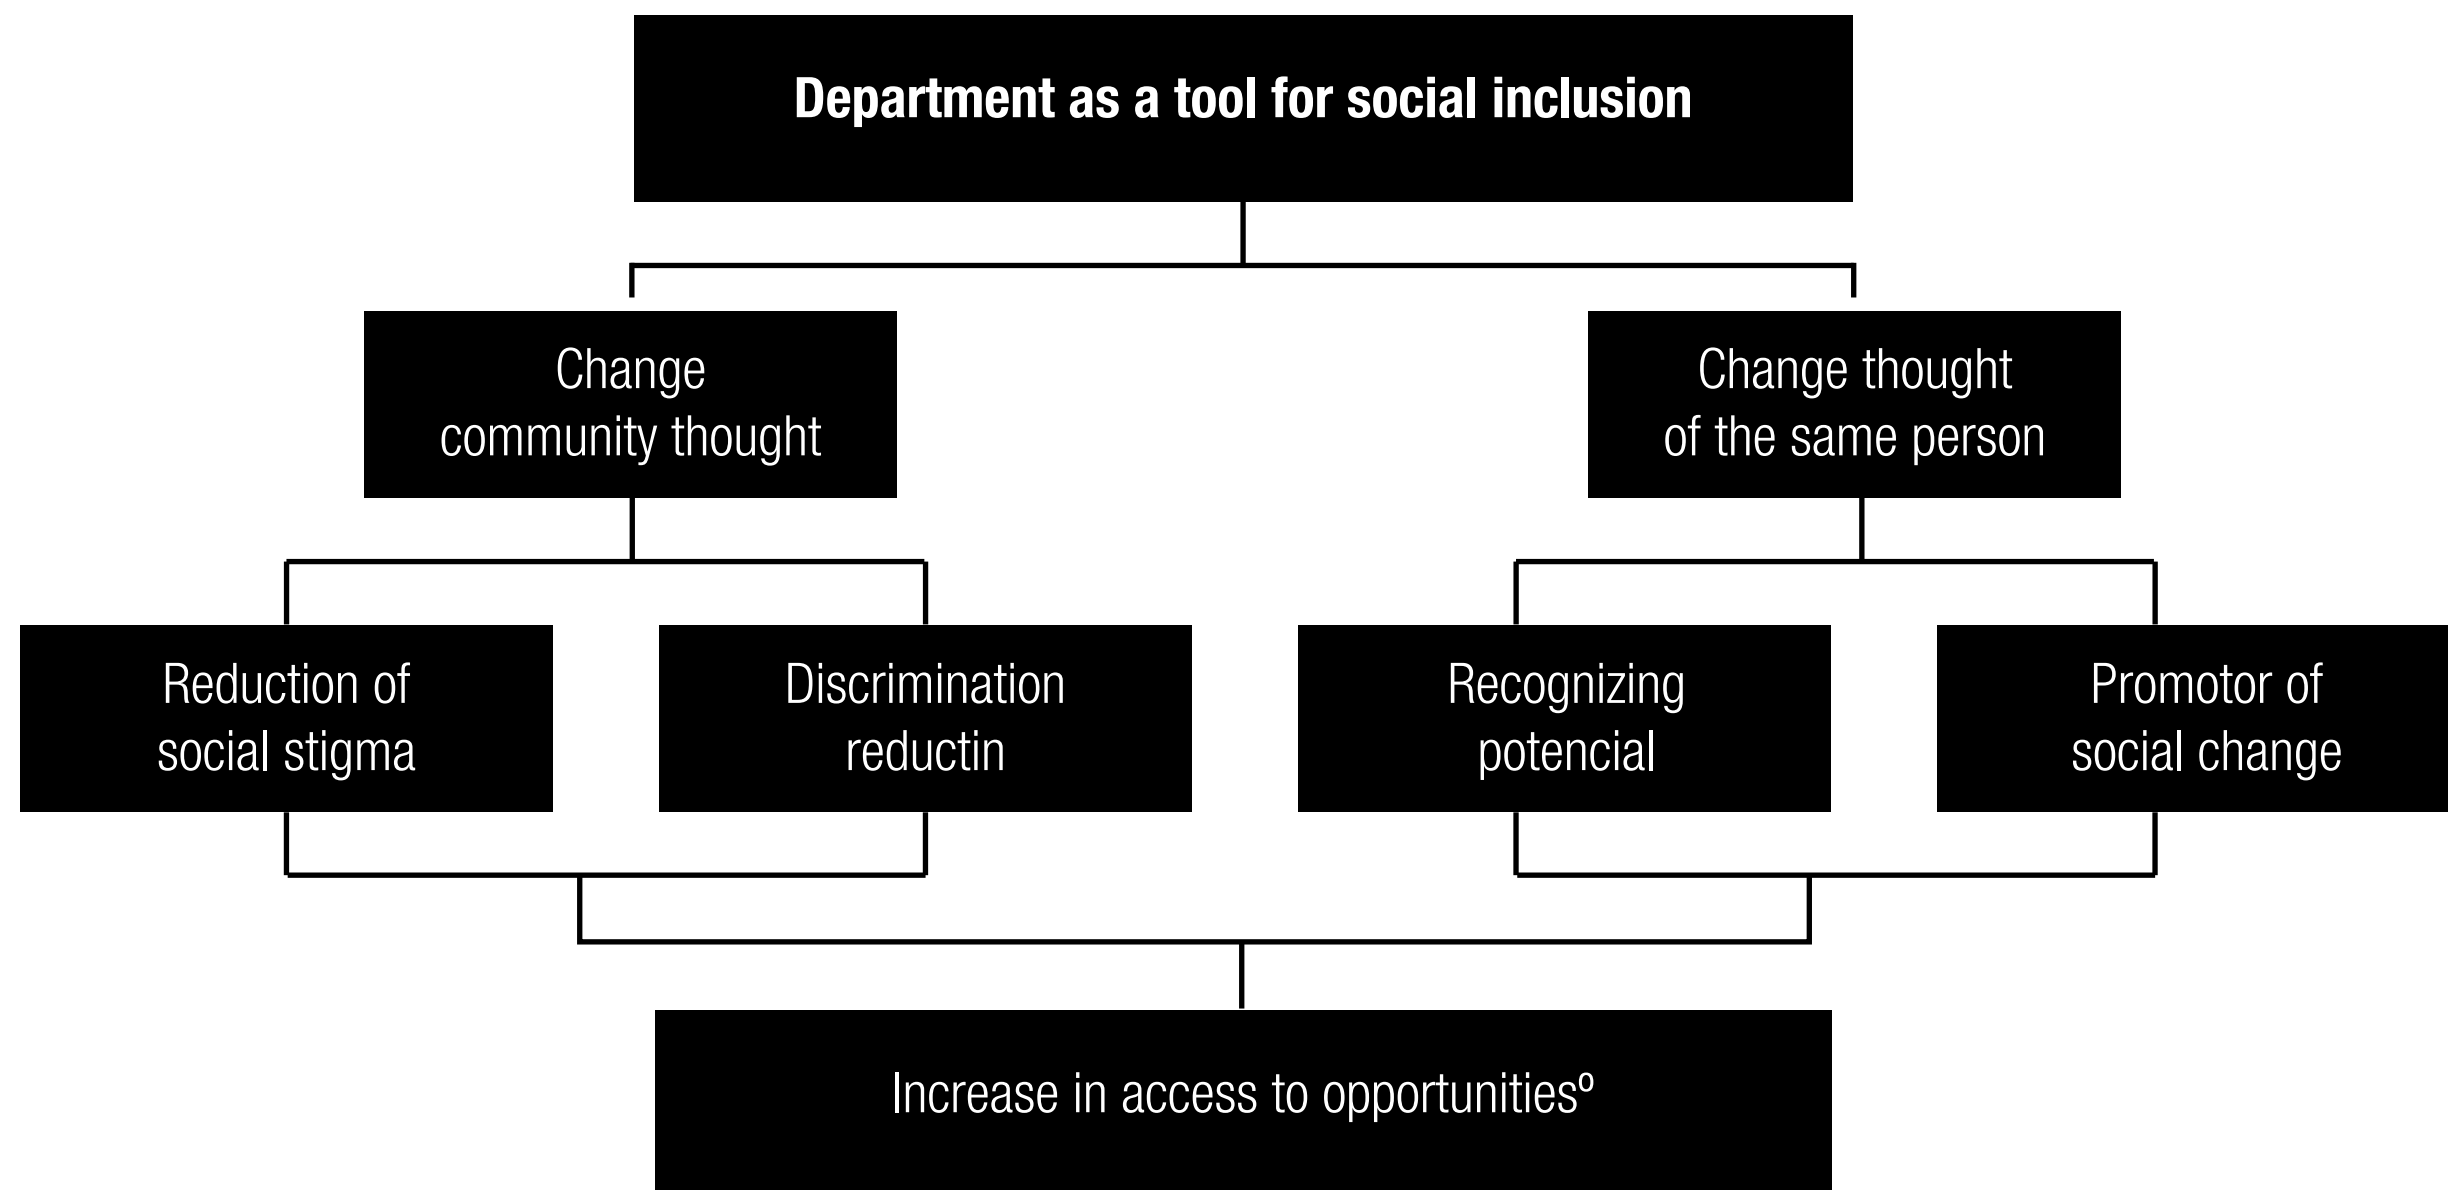 Department as a tool for social inclusion
Change
community thought
Change thought
of the same person
Reduction of
social stigma
Discrimination
reductin
Recognizing
potencial
Promotor of
social change
Increase in access to opportunitiesº